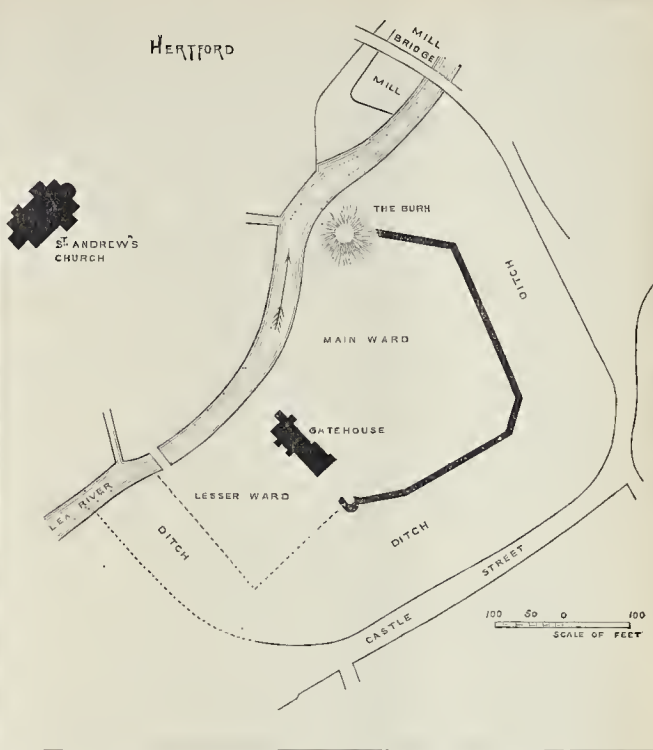 HERTFORD
MILL
BRIDGE
MILL
THE BURH
ST. ANDREW'S
CHURCH
DITCH
MAIN WARD
GATEHOUSE
LESSER WARD
LEA RIVER
DITCH
DITCH
CASTLE STREET
100 50 0 100
SCALE OF FEET